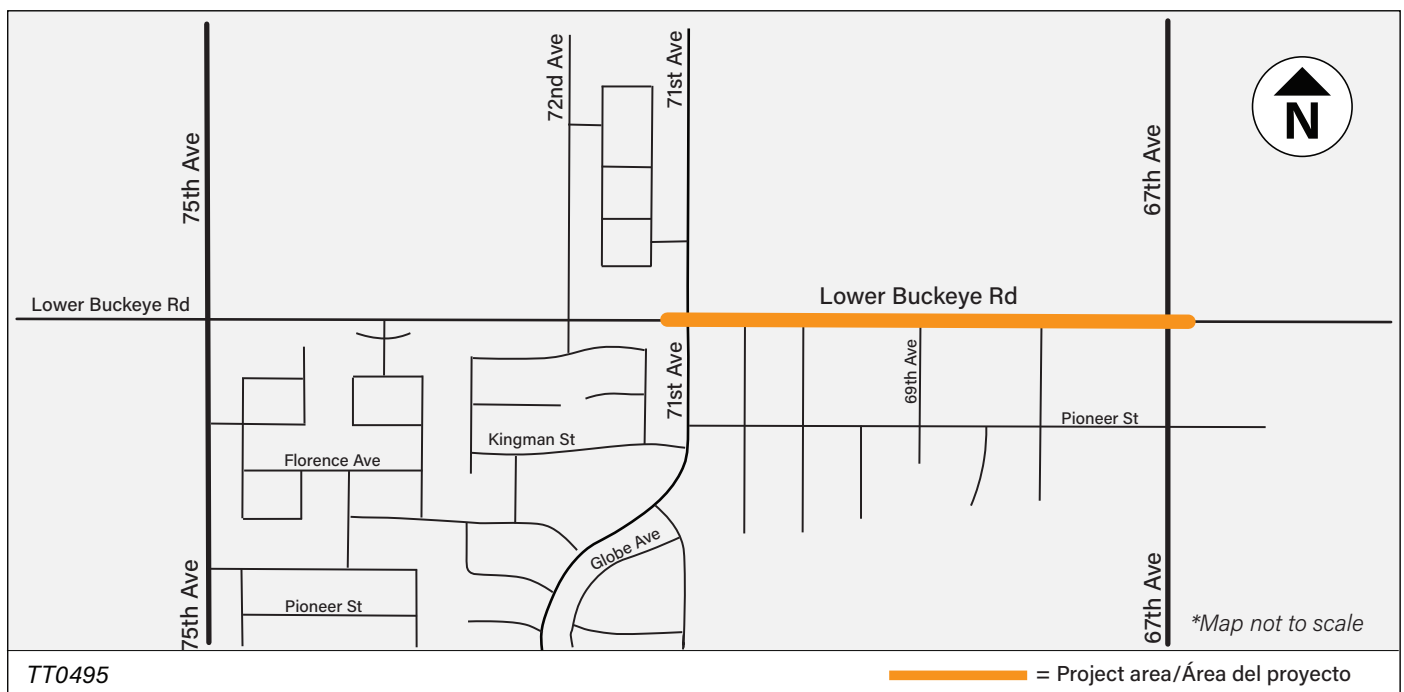 75th Ave
72nd Ave
71st Ave
67th Ave
N
Lower Buckeye Rd
Lower Buckeye Rd
71st Ave
69th Ave
Pioneer St
Kingman St
Florence Ave
Globe Ave
75th Ave
Pioneer St
67th Ave
*Map not to scale
TT0495
= Project area/Área del proyecto